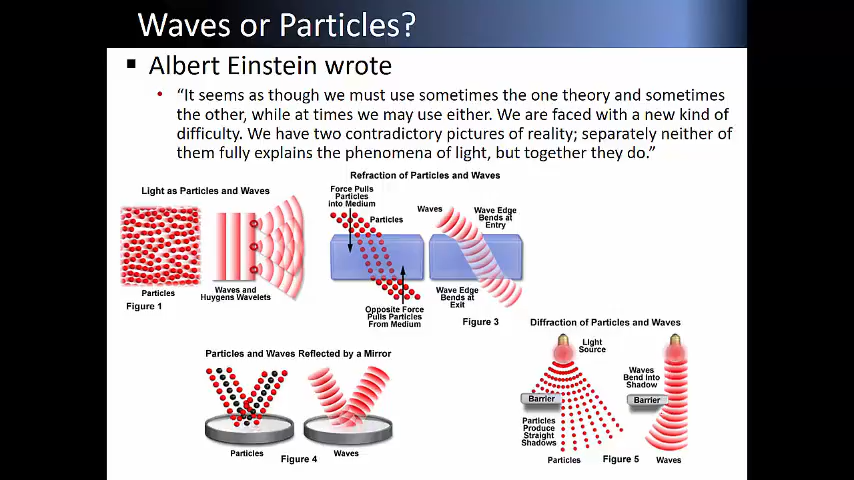 Waves or Particles?
Albert Einstein wrote
“It seems as though we must use sometimes the one theory and sometimes
the other, while at times we may use either. We are faced with a new kind of
difficulty. We have two contradictory pictures of reality; separately neither of
them fully explains the phenomena of light, but together they do.”
Light as Particles and Waves
Particles
Waves and
Huygens Wavelets
Figure 1
Refraction of Particles and Waves
Force Pulls
Particles
into Medium
Particles
Opposite Force
Pulls Particles
From Medium
Waves
Wave Edge
Bends at
Entry
Wave Edge
Bends at
Exit
Figure 3
Particles and Waves Reflected by a Mirror
Particles
Figure 4
Waves
Diffraction of Particles and Waves
Light
Source
Barrier
Particles
Produce
Straight
Shadows
Particles
Waves
Bend Into
Shadow
Barrier
Figure 5
Waves